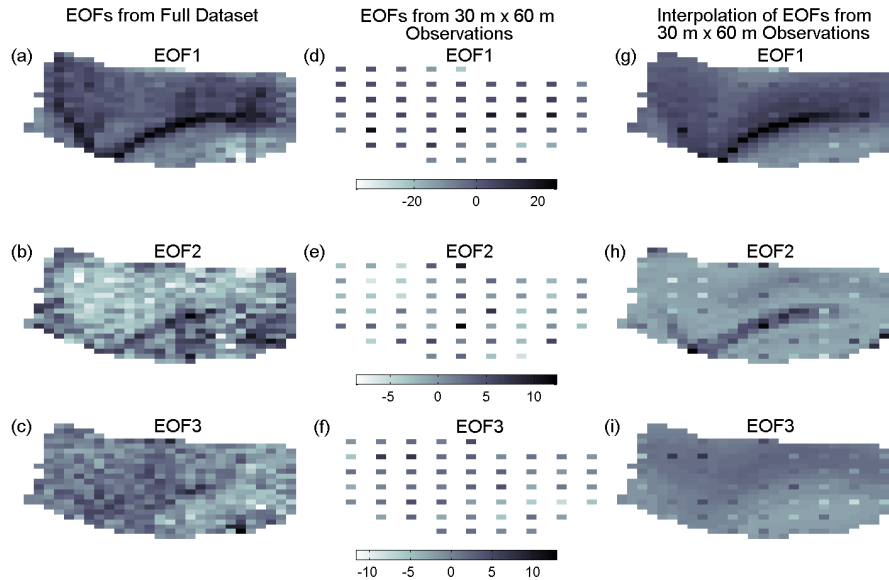 EOFs from Full Dataset
EOFs from 30 m x 60 m
Observations
Interpolation of EOFs from
30 m x 60 m Observations
(a) EOF1
(d) EOF1
(g) EOF1
-20 0 20
(b) EOF2
(e) EOF2
(h) EOF2
-5 0 5 10
(c) EOF3
(f) EOF3
(i) EOF3
-10 -5 0 5 10